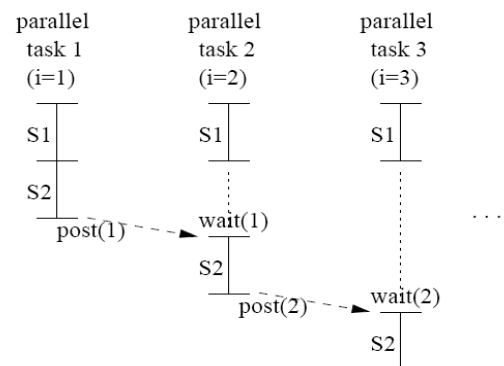 parallel
task 1
(i=1)
parallel
task 2
(i=2)
parallel
task 3
(i=3)
S1
S1
S1
S2
post(1)
wait(1)
. . .
S2
post(2)
wait(2)
S2